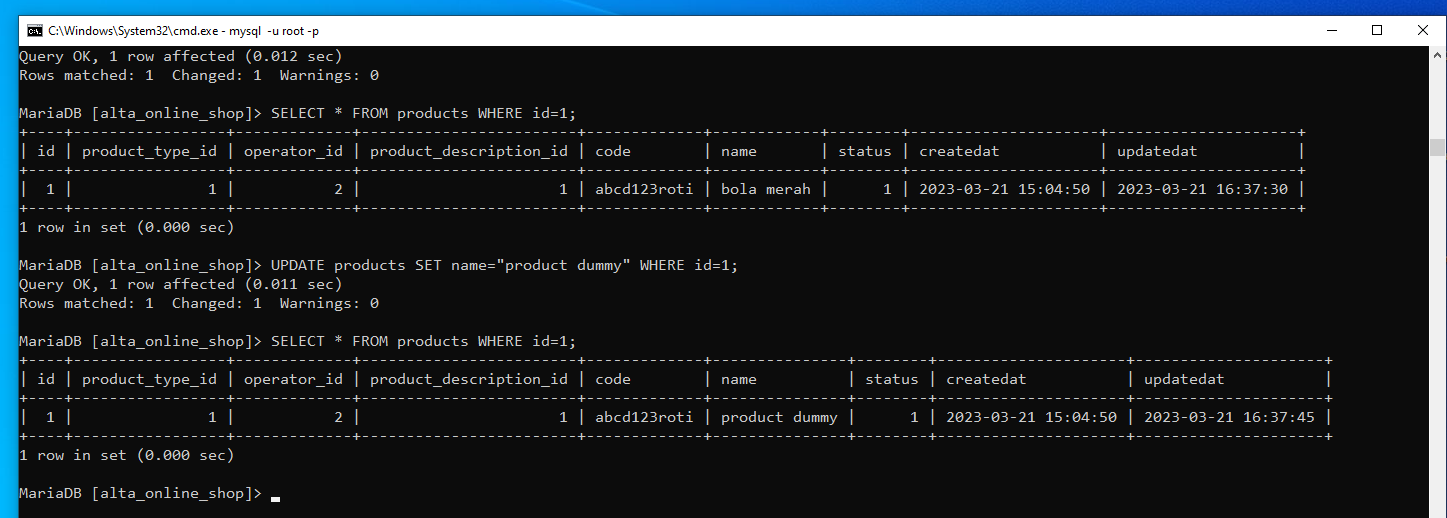 C:\Windows\System32\cmd.exe - mysql  -u root -p
Query OK, 1 row affected (0.012 sec)
Rows matched: 1  Changed: 1  Warnings: 0
MariaDB [alta_online_shop]> SELECT * FROM products WHERE id=1;
+----+-----------------+-------------+------------------------+-------------+------------+--------+---------------------+---------------------+
| id | product_type_id | operator_id | product_description_id | code        | name       | status | createdat           | updatedat           |
+----+-----------------+-------------+------------------------+-------------+------------+--------+---------------------+---------------------+
|  1 |               1 |           2 |                      1 | abcd123roti | bola merah |      1 | 2023-03-21 15:04:50 | 2023-03-21 16:37:30 |
+----+-----------------+-------------+------------------------+-------------+------------+--------+---------------------+---------------------+
1 row in set (0.000 sec)
MariaDB [alta_online_shop]> UPDATE products SET name="product dummy" WHERE id=1;
Query OK, 1 row affected (0.011 sec)
Rows matched: 1  Changed: 1  Warnings: 0
MariaDB [alta_online_shop]> SELECT * FROM products WHERE id=1;
+----+-----------------+-------------+------------------------+-------------+---------------+--------+---------------------+---------------------+
| id | product_type_id | operator_id | product_description_id | code        | name          | status | createdat           | updatedat           |
+----+-----------------+-------------+------------------------+-------------+---------------+--------+---------------------+---------------------+
|  1 |               1 |           2 |                      1 | abcd123roti | product dummy |      1 | 2023-03-21 15:04:50 | 2023-03-21 16:37:45 |
+----+-----------------+-------------+------------------------+-------------+---------------+--------+---------------------+---------------------+
1 row in set (0.000 sec)
MariaDB [alta_online_shop]>